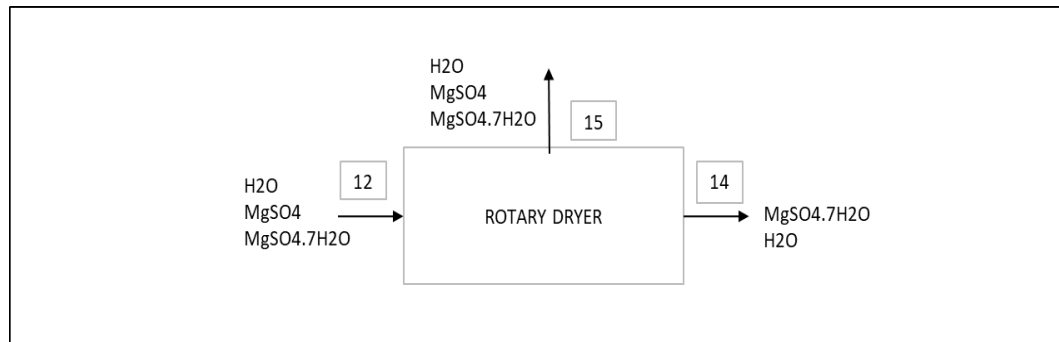 H2O
MgSO4
MgSO4.7H2O
15
12
14
H2O
MgSO4
MgSO4.7H2O
ROTARY DRYER
MgSO4.7H2O
H2O